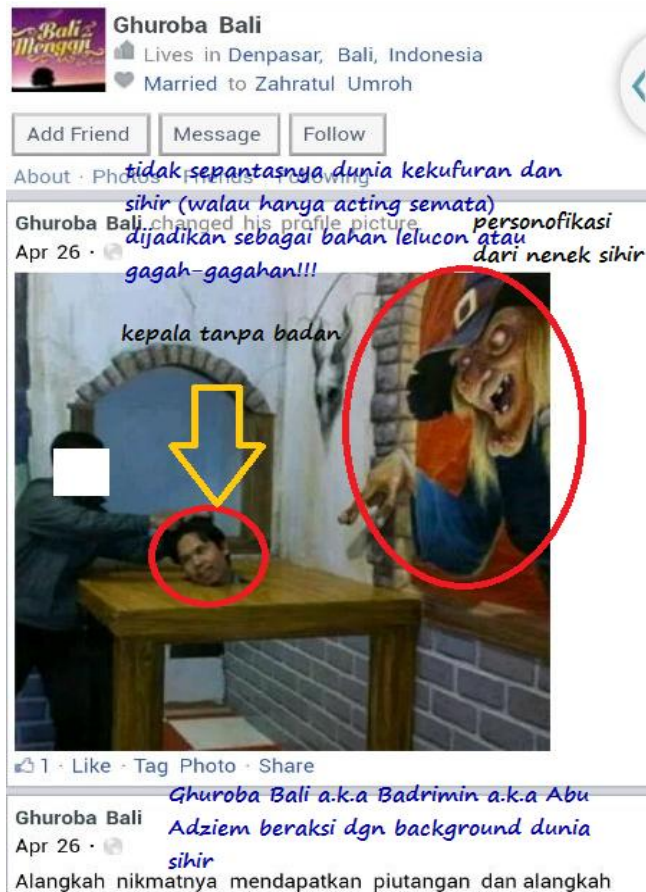 Bali
Mengaji
Ghuroba Bali
Lives in Denpasar, Bali, Indonesia
Married to Zahratul Umroh
Add Friend
Message
Follow
About · Photos · Friends · Following
tidak sepantasnya dunia kekufuran dan
sihir (walau hanya acting semata)
dijadikan sebagai bahan lelucon atau
gagah-gagahan!!!
Ghuroba Bali changed his profile picture
Apr 26 ·
personofikasi
dari nenek sihir
kepala tanpa badan
1 · Like · Tag Photo · Share
Ghuroba Bali a.k.a Badrimin a.k.a Abu
Adziem beraksi dgn background dunia
sihir
Ghuroba Bali
Apr 26 ·
Alangkah nikmatnya mendapatkan piutangan dan alangkah